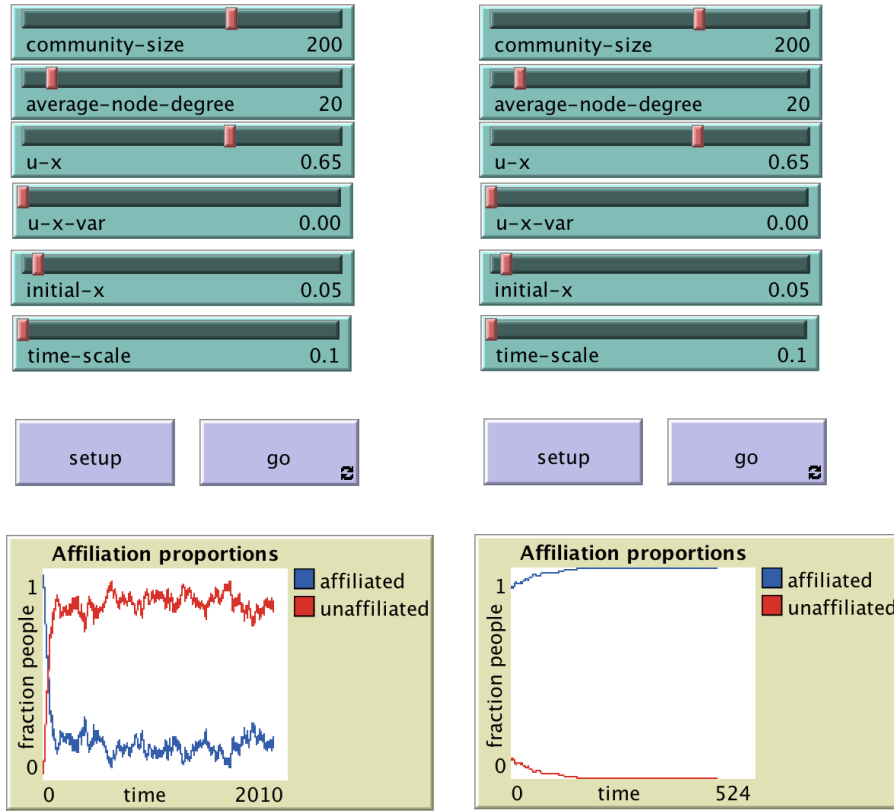 community-size 200
average-node-degree 20
u-x 0.65
u-x-var 0.00
initial-x 0.05
time-scale 0.1
setup go
Affiliation proportions
affiliated
unaffiliated
fraction people
1
0
0 time 2010
community-size 200
average-node-degree 20
u-x 0.65
u-x-var 0.00
initial-x 0.05
time-scale 0.1
setup go
Affiliation proportions
affiliated
unaffiliated
fraction people
1
0
0 time 524